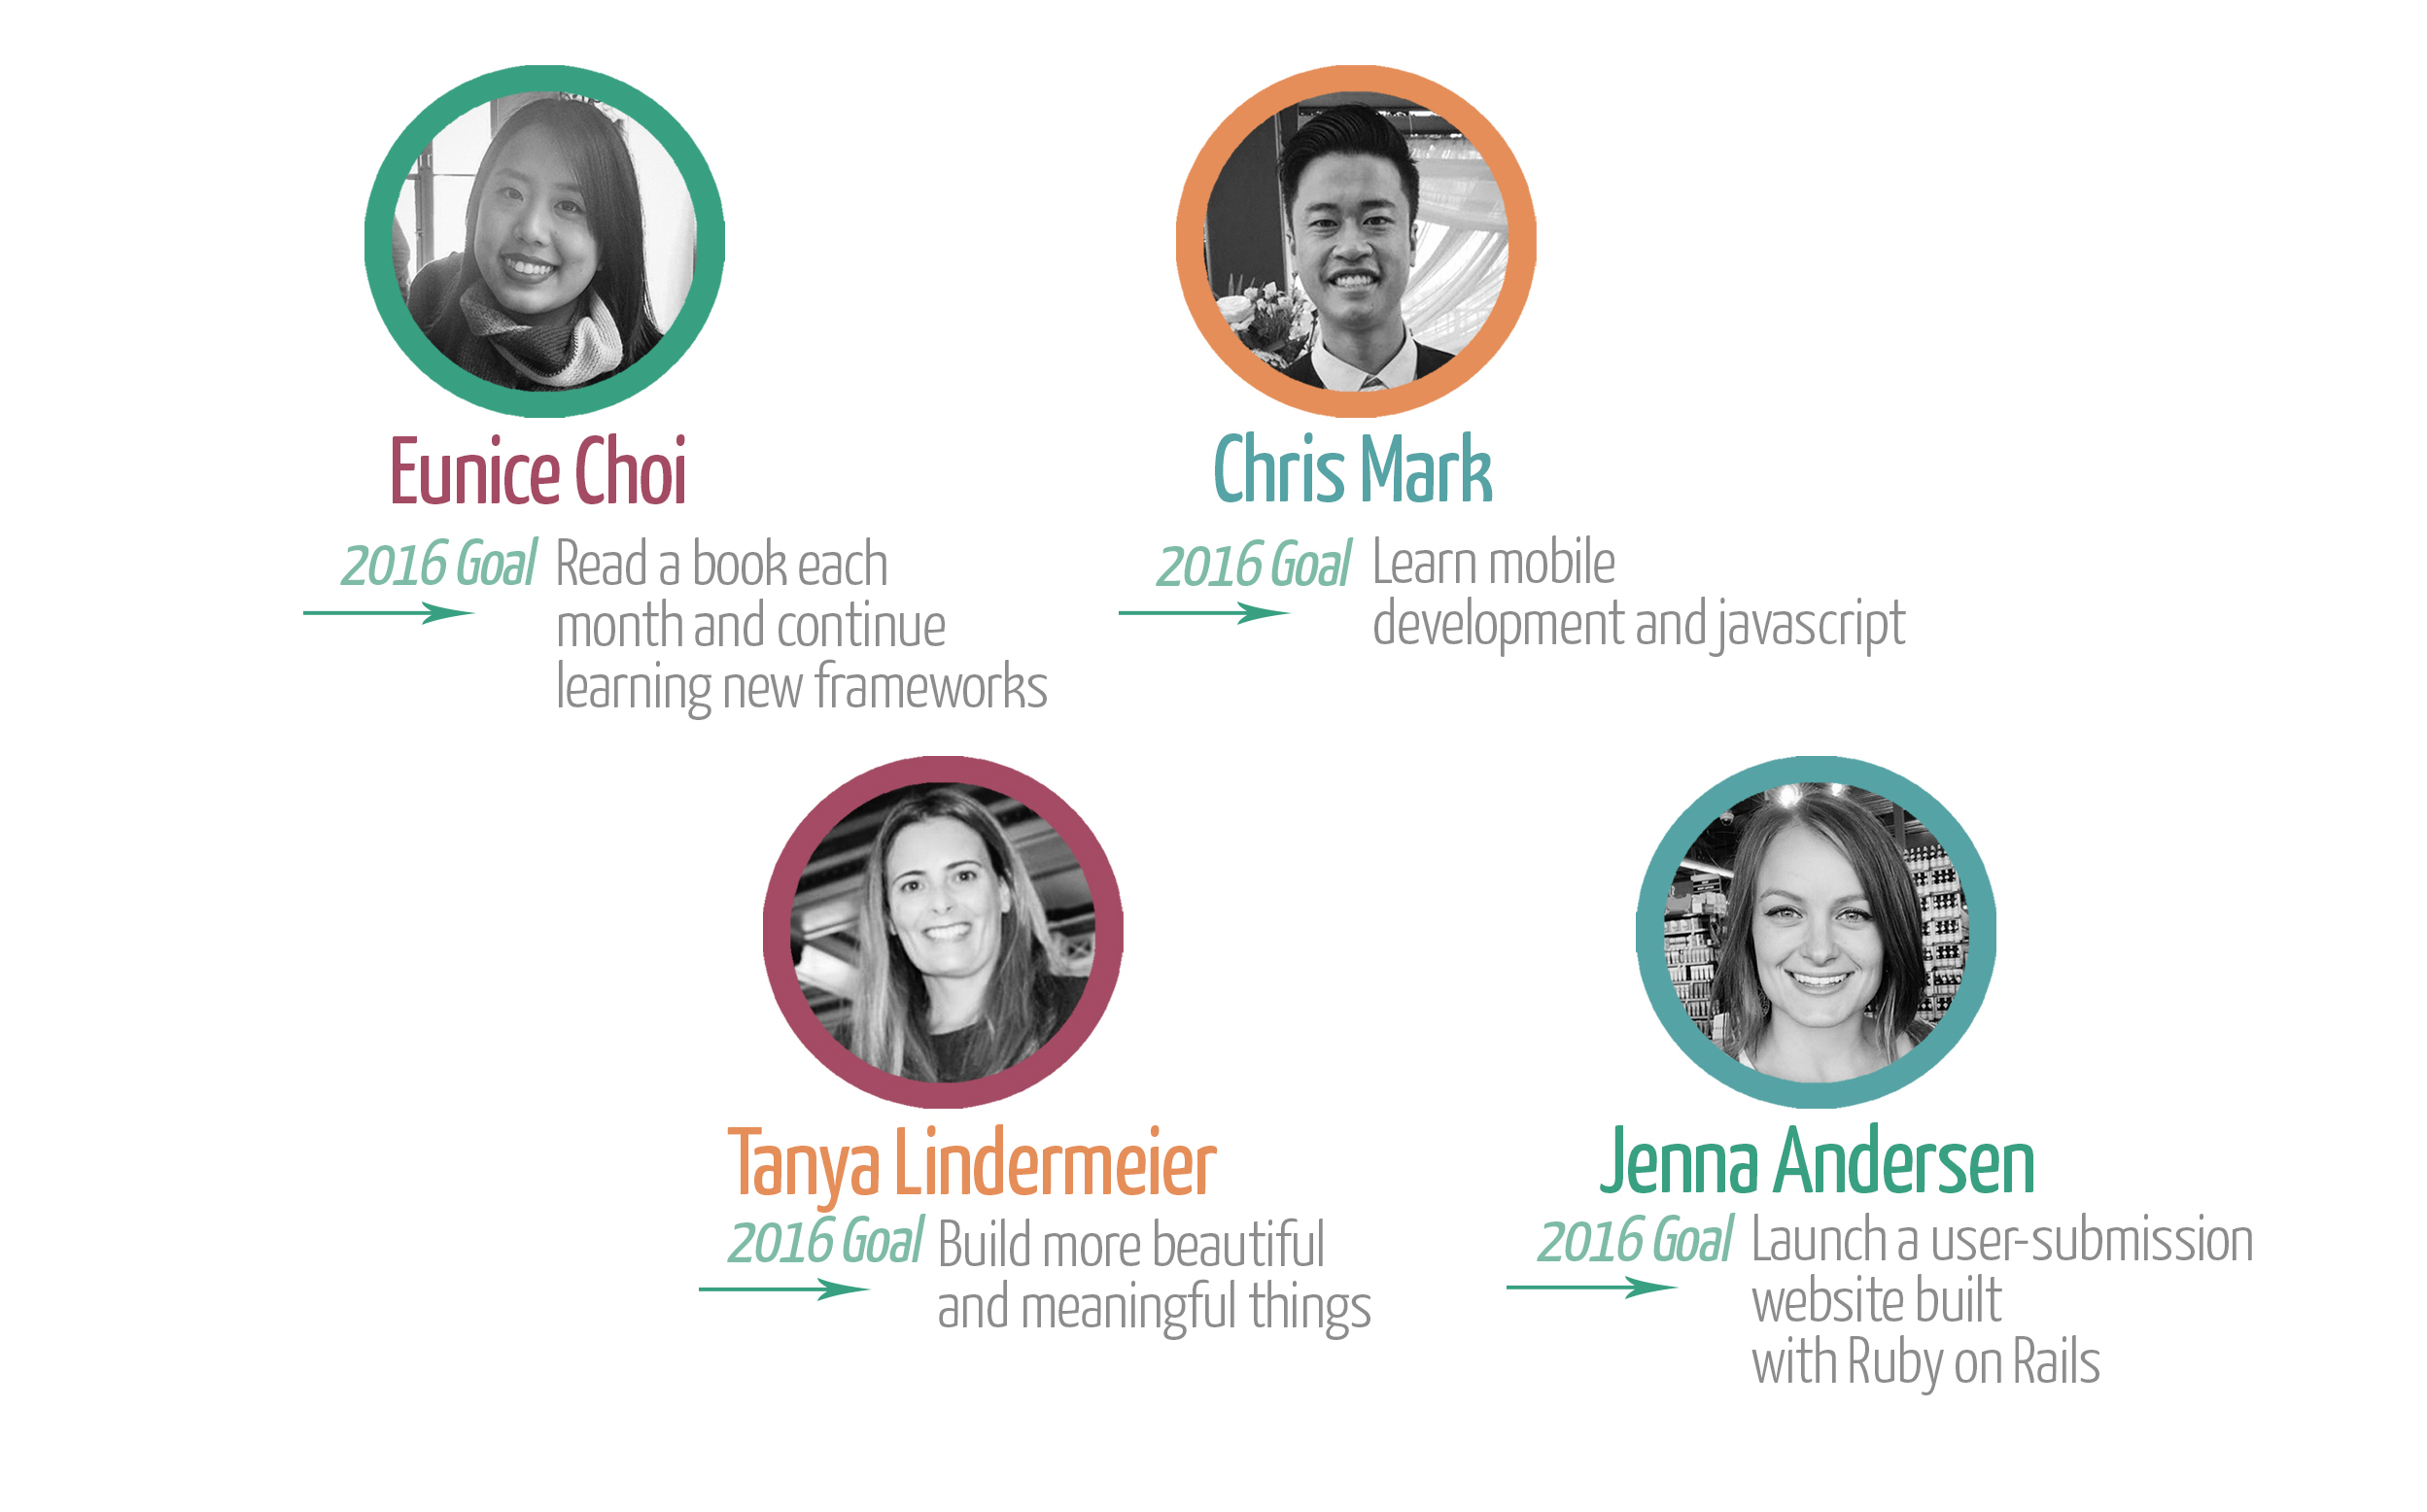 Eunice Choi
2016 Goal Read a book each
month and continue
learning new frameworks
Chris Mark
2016 Goal Learn mobile
development and javascript
Tanya Lindermeier
2016 Goal Build more beautiful
and meaningful things
Jenna Andersen
2016 Goal Launch a user-submission
website built
with Ruby on Rails